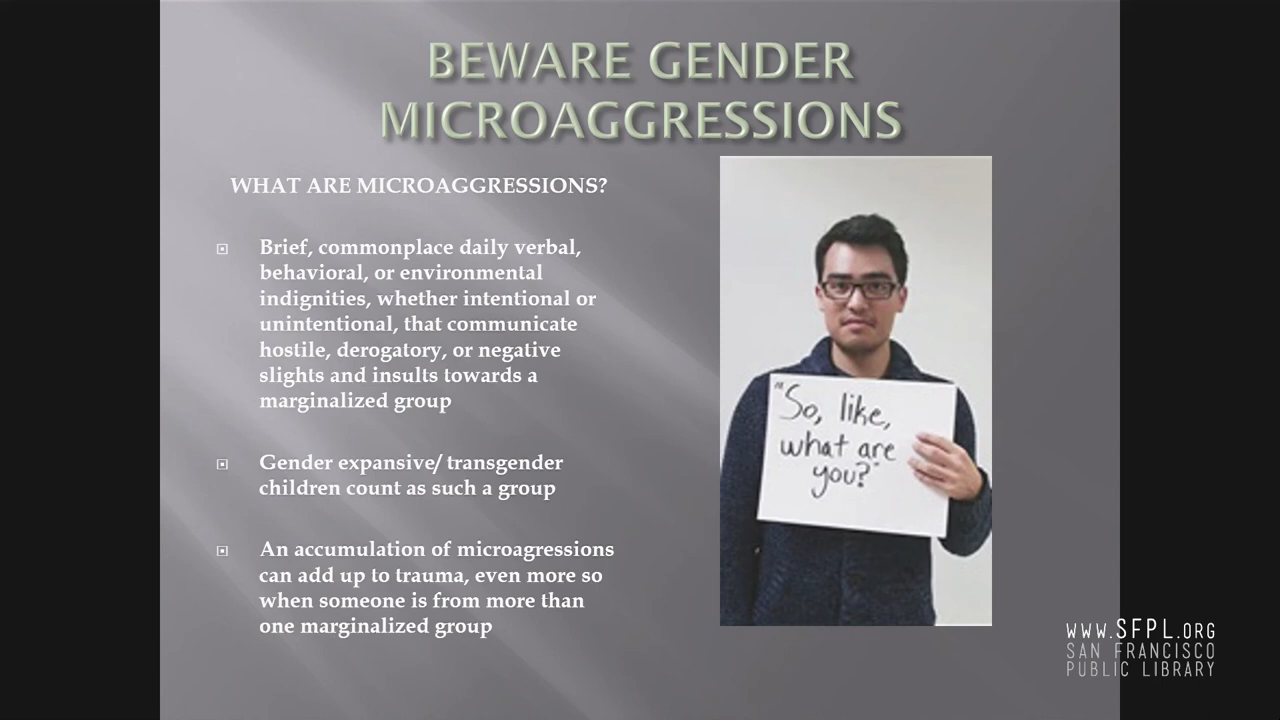 BEWARE GENDER
MICROAGGRESSIONS
WHAT ARE MICROAGGRESSIONS?
Brief, commonplace daily verbal,
behavioral, or environmental
indignities, whether intentional or
unintentional, that communicate
hostile, derogatory, or negative
slights and insults towards a
marginalized group
Gender expansive/ transgender
children count as such a group
An accumulation of microagressions
can add up to trauma, even more so
when someone is from more than
one marginalized group
"So, like,
what are
you?"
WWW.SFPL.ORG
SAN FRANCISCO
PUBLIC LIBRARY